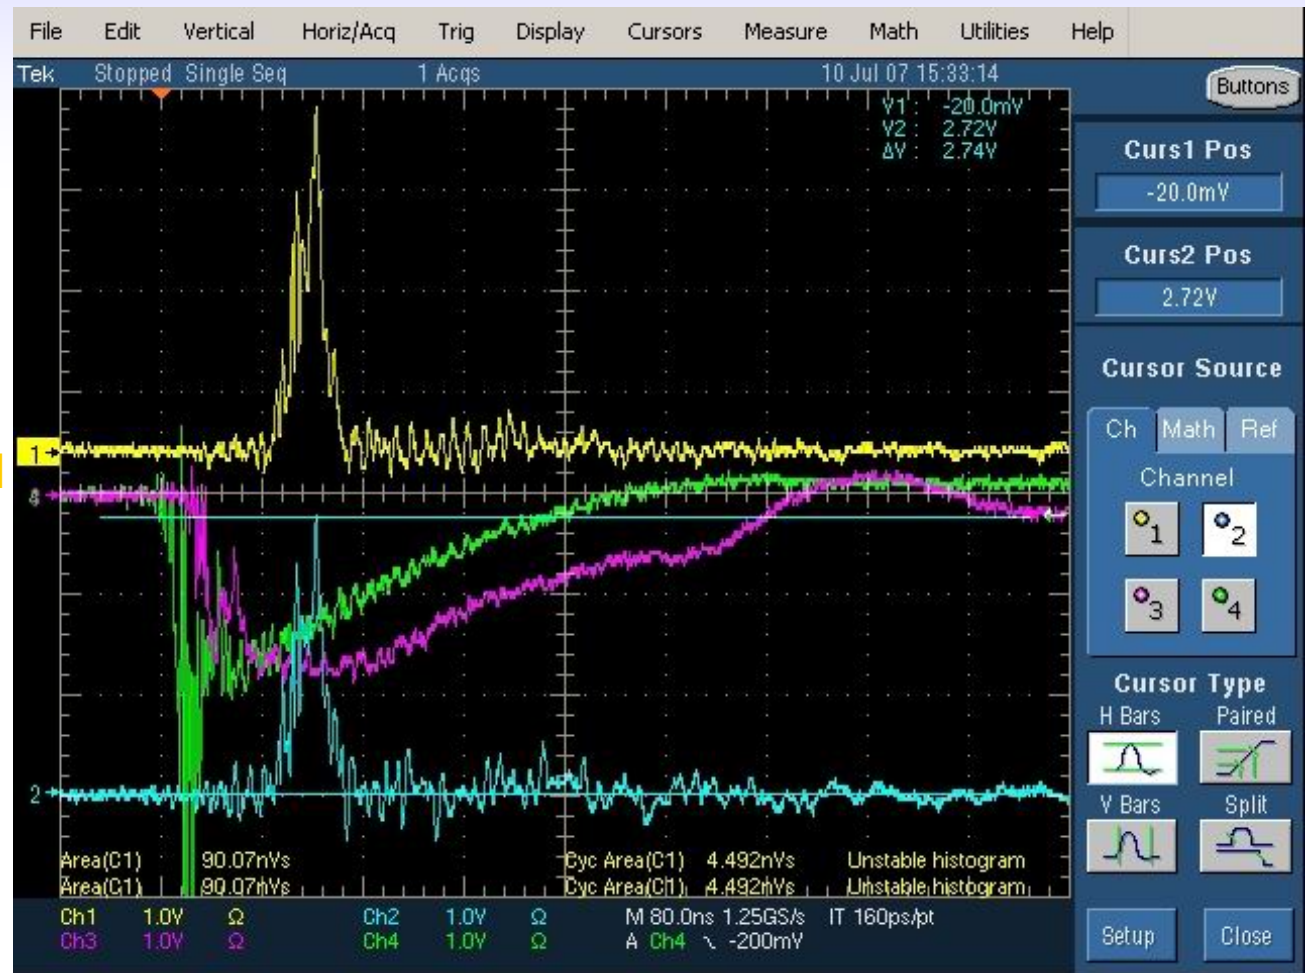 File Edit Vertical Horiz/Acq Trig Display Cursors Measure Math Utilities Help
Tek Stopped Single Seq 1 Acqs 10 Jul 07 15:33:14
Buttons
V1: -20.0mV
V2: 2.72V
ΔV: 2.74V
Curs1 Pos
-20.0mV
Curs2 Pos
2.72V
Cursor Source
Ch Math Ref
Channel
1 2
3 4
Cursor Type
H Bars Paired
V Bars Split
Setup Close
1
4
2
Area(C1) 90.07nVs Cyc Area(C1) 4.492nVs Unstable histogram
Area(C1) 90.07nVs Cyc Area(C1) 4.492nVs Unstable histogram
Ch1 1.0V Ω Ch2 1.0V Ω M 80.0ns 1.25GS/s IT 160ps/pt
Ch3 1.0V Ω Ch4 1.0V Ω A Ch4 -200mV